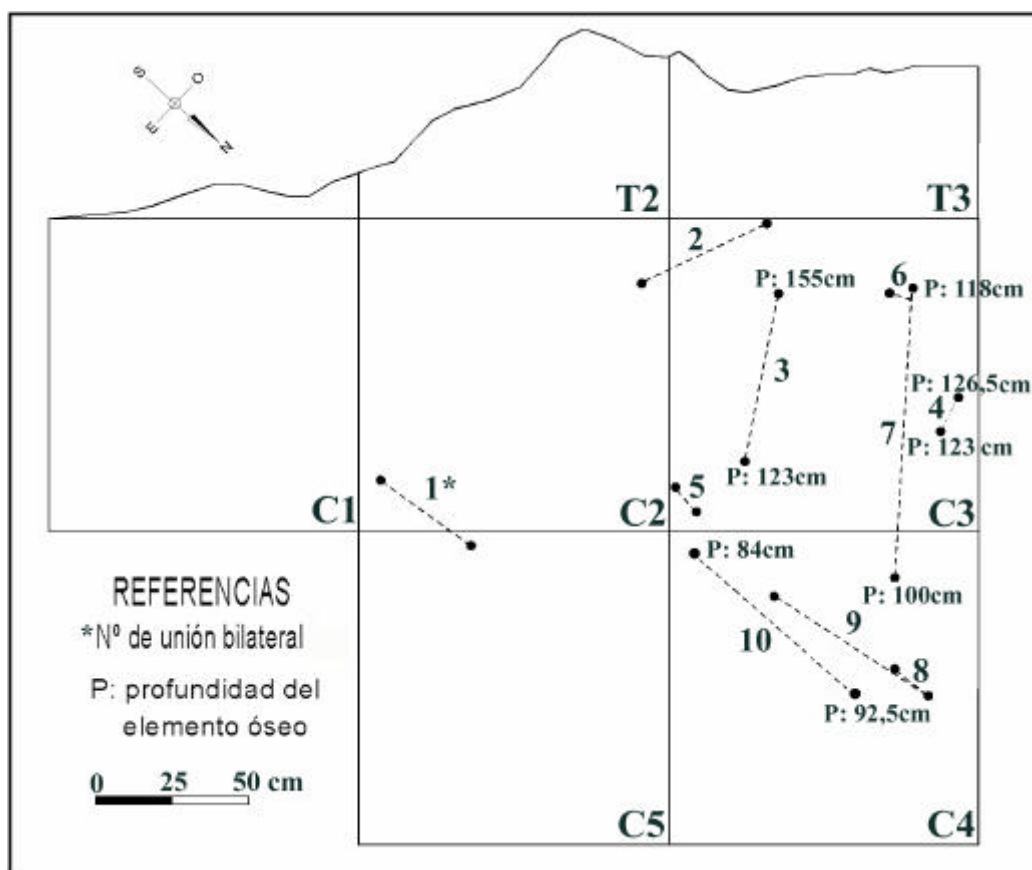 S
O
E
N
T2
T3
2
6
P: 155cm
P: 118cm
3
P: 126,5cm
4
7
P: 123 cm
P: 123cm
1*
5
C1
C2
C3
P: 84cm
REFERENCIAS
P: 100cm
9
*Nº de unión bilateral
10
8
P: profundidad del
elemento óseo
P: 92,5cm
0 25 50 cm
C5
C4